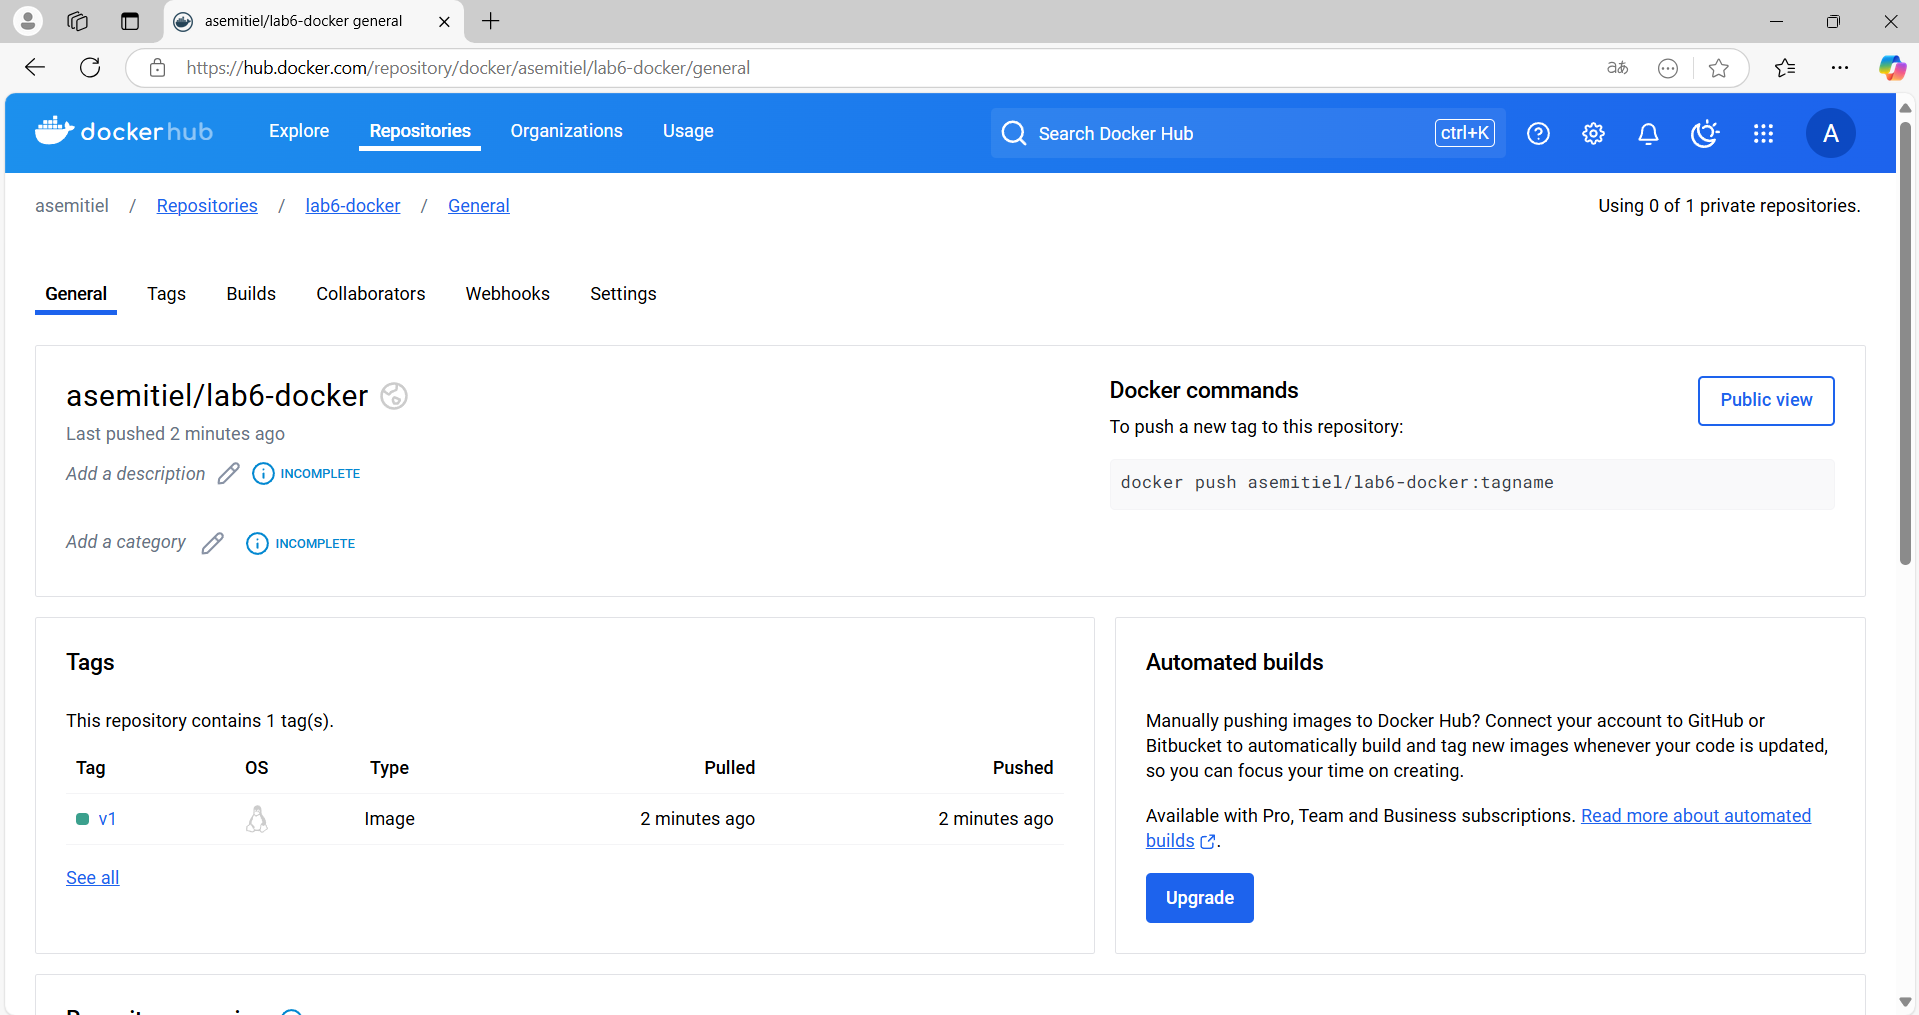 asemitiel/lab6-docker general
https://hub.docker.com/repository/docker/asemitiel/lab6-docker/general
aあ
docker hub
Explore
Repositories
Organizations
Usage
Search Docker Hub
ctrl+K
A
asemitiel / Repositories / lab6-docker / General
Using 0 of 1 private repositories.
General
Tags
Builds
Collaborators
Webhooks
Settings
asemitiel/lab6-docker
Last pushed 2 minutes ago
Add a description
INCOMPLETE
Add a category
INCOMPLETE
Docker commands
To push a new tag to this repository:
Public view
docker push asemitiel/lab6-docker:tagname
Tags
This repository contains 1 tag(s).
Tag OS Type Pulled Pushed
v1 Image 2 minutes ago 2 minutes ago
See all
Automated builds
Manually pushing images to Docker Hub? Connect your account to GitHub or
Bitbucket to automatically build and tag new images whenever your code is updated,
so you can focus your time on creating.
Available with Pro, Team and Business subscriptions. Read more about automated
builds .
Upgrade